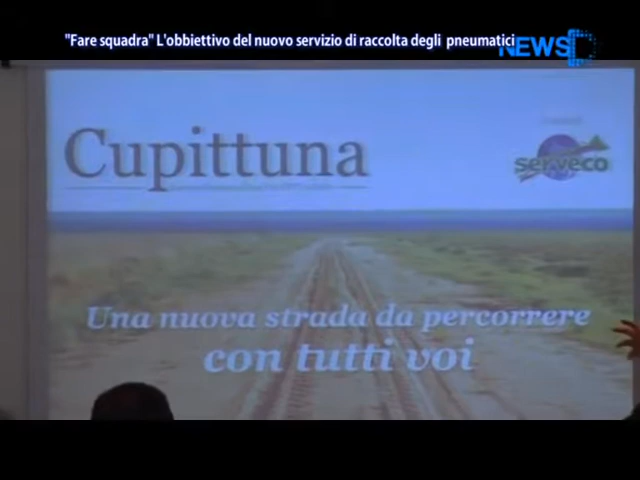 "Fare squadra" L'obbiettivo del nuovo servizio di raccolta degli pneumatici
NEWS
Cupittuna
serveco
Una nuova strada da percorrere
con tutti voi